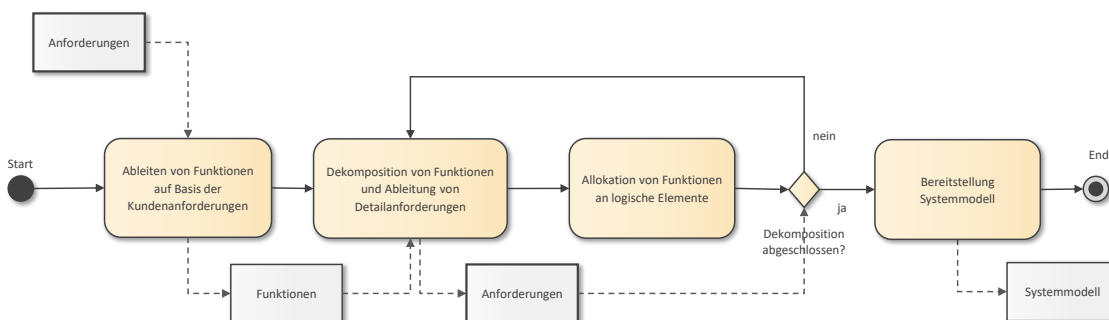 Anforderungen
Start
Ableiten von Funktionen
auf Basis der
Kundenanforderungen
Dekomposition von Funktionen
und Ableitung von
Detailanforderungen
Allokation von Funktionen
an logische Elemente
nein
ja
Dekomposition
abgeschlossen?
Bereitstellung
Systemmodell
End
Funktionen
Anforderungen
Systemmodell